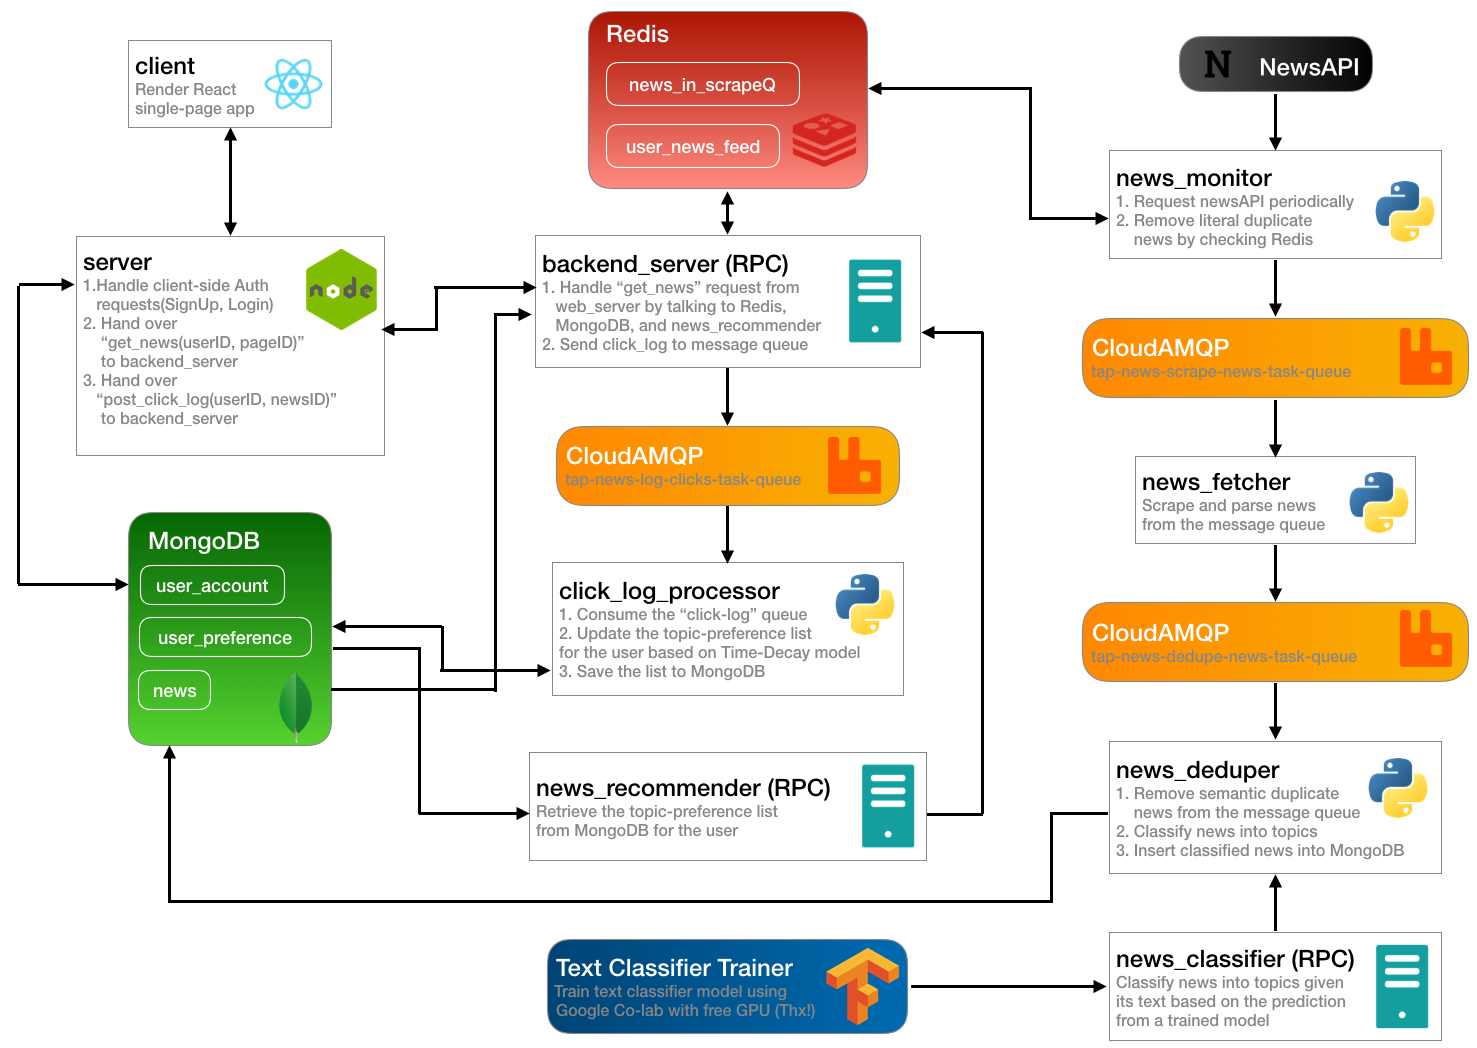 client
Render React
single-page app
Redis
news_in_scrapeQ
user_news_feed
N NewsAPI
news_monitor
1. Request newsAPI periodically
2. Remove literal duplicate
news by checking Redis
server
1.Handle client-side Auth
requests(SignUp, Login)
2. Hand over
“get_news(userID, pageID)”
to backend_server
3. Hand over
“post_click_log(userID, newsID)”
to backend_server
node
backend_server (RPC)
1. Handle “get_news” request from
web_server by talking to Redis,
MongoDB, and news_recommender
2. Send click_log to message queue
CloudAMQP
tap-news-scrape-news-task-queue
CloudAMQP
tap-news-log-clicks-task-queue
news_fetcher
Scrape and parse news
from the message queue
MongoDB
user_account
user_preference
news
click_log_processor
1. Consume the “click-log” queue
2. Update the topic-preference list
for the user based on Time-Decay model
3. Save the list to MongoDB
CloudAMQP
tap-news-dedupe-news-task-queue
news_recommender (RPC)
Retrieve the topic-preference list
from MongoDB for the user
news_deduper
1. Remove semantic duplicate
news from the message queue
2. Classify news into topics
3. Insert classified news into MongoDB
Text Classifier Trainer
Train text classifier model using
Google Co-lab with free GPU (Thx!)
news_classifier (RPC)
Classify news into topics given
its text based on the prediction
from a trained model